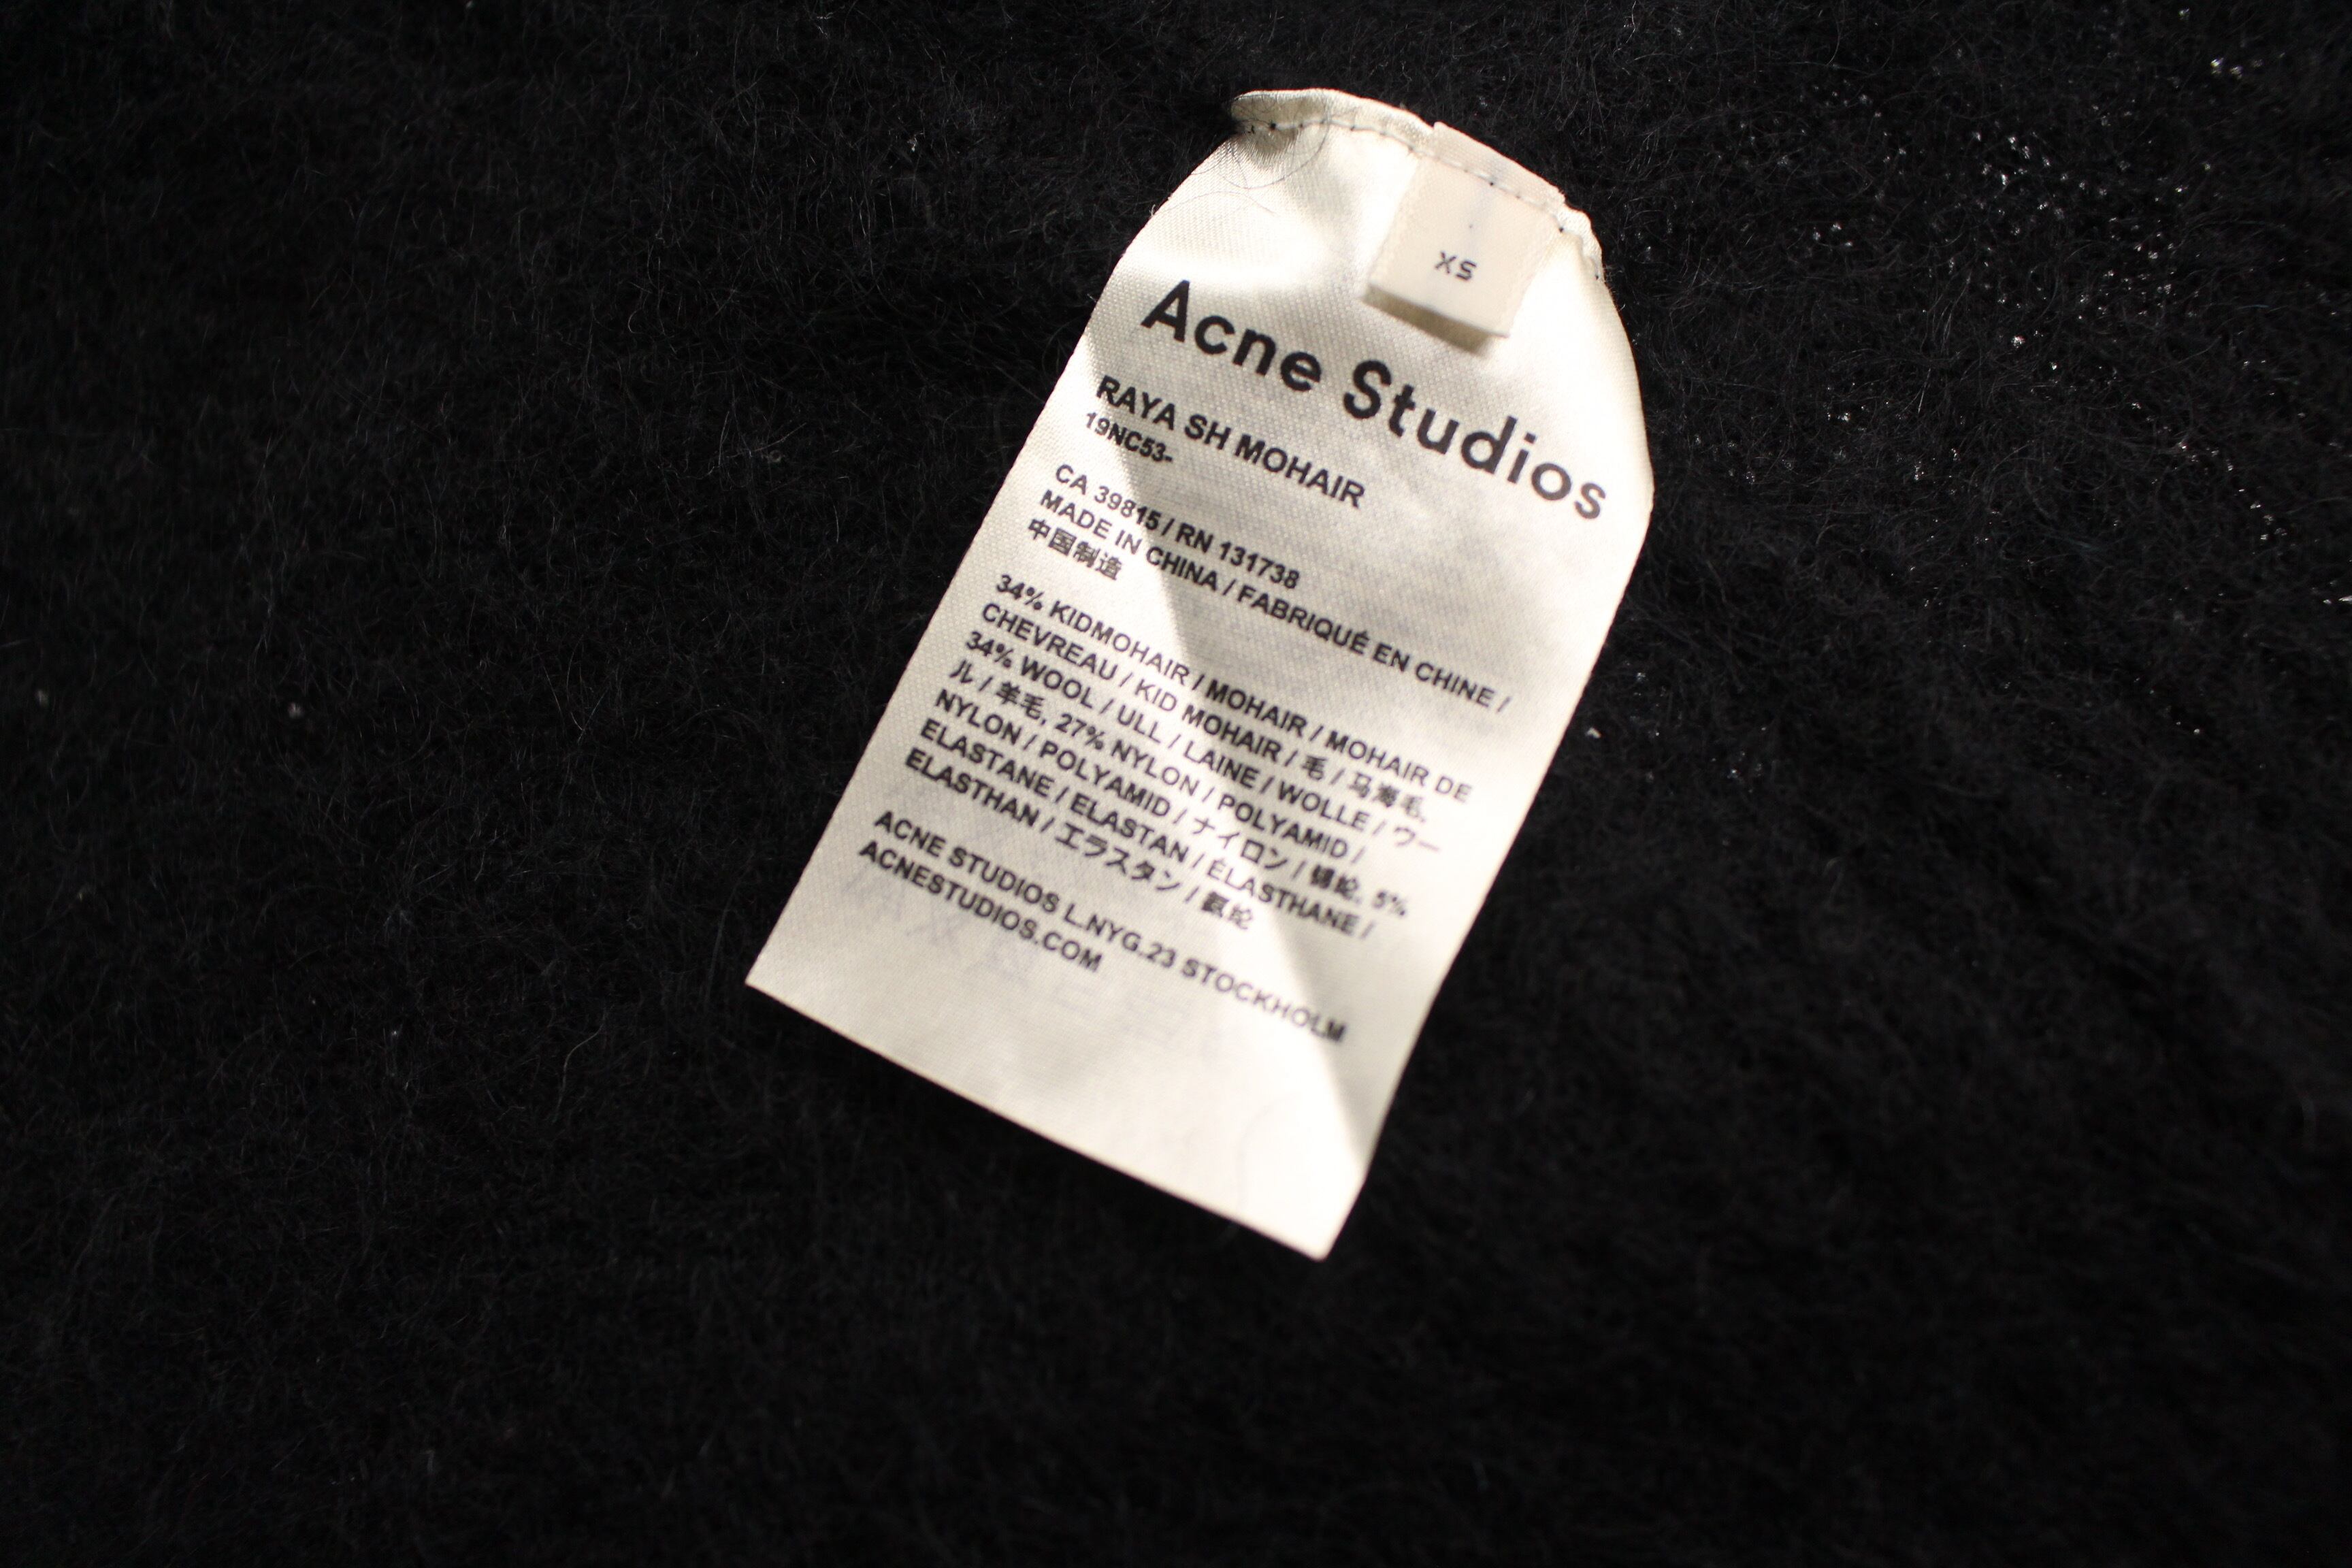 XS
Acne Studios
RAYA SH MOHAIR
19NC53-
CA 39815 / RN 131738
MADE IN CHINA / FABRIQUÉ EN CHINE /
中国制造
34% KIDMOHAIR / MOHAIR / MOHAIR DE
CHEVREAU / KID MOHAIR / 毛 / 马海毛,
34% WOOL / ULL / LAINE / WOLLE / ウー
ル / 羊毛, 27% NYLON / POLYAMID /
NYLON / POLYAMID / ナイロン / 锦纶, 5%
ELASTANE / ELASTAN / ÉLASTHANE /
ELASTHAN / エラスタン / 氨纶
ACNE STUDIOS L.NYG.23 STOCKHOLM
ACNESTUDIOS.COM